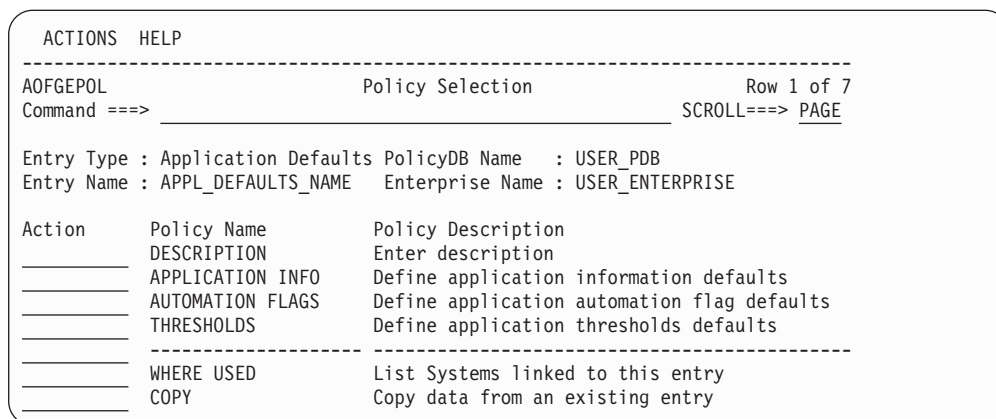 ACTIONS HELP
-------------------------------------------------------------------------------
AOFGEPOL Policy Selection Row 1 of 7
Command ===> SCROLL===> PAGE
Entry Type : Application Defaults PolicyDB Name : USER_PDB
Entry Name : APPL_DEFAULTS_NAME Enterprise Name : USER_ENTERPRISE
Action Policy Name Policy Description
DESCRIPTION Enter description
APPLICATION INFO Define application information defaults
AUTOMATION FLAGS Define application automation flag defaults
THRESHOLDS Define application thresholds defaults
-------------------- ---------------------------------------------
WHERE USED List Systems linked to this entry
COPY Copy data from an existing entry